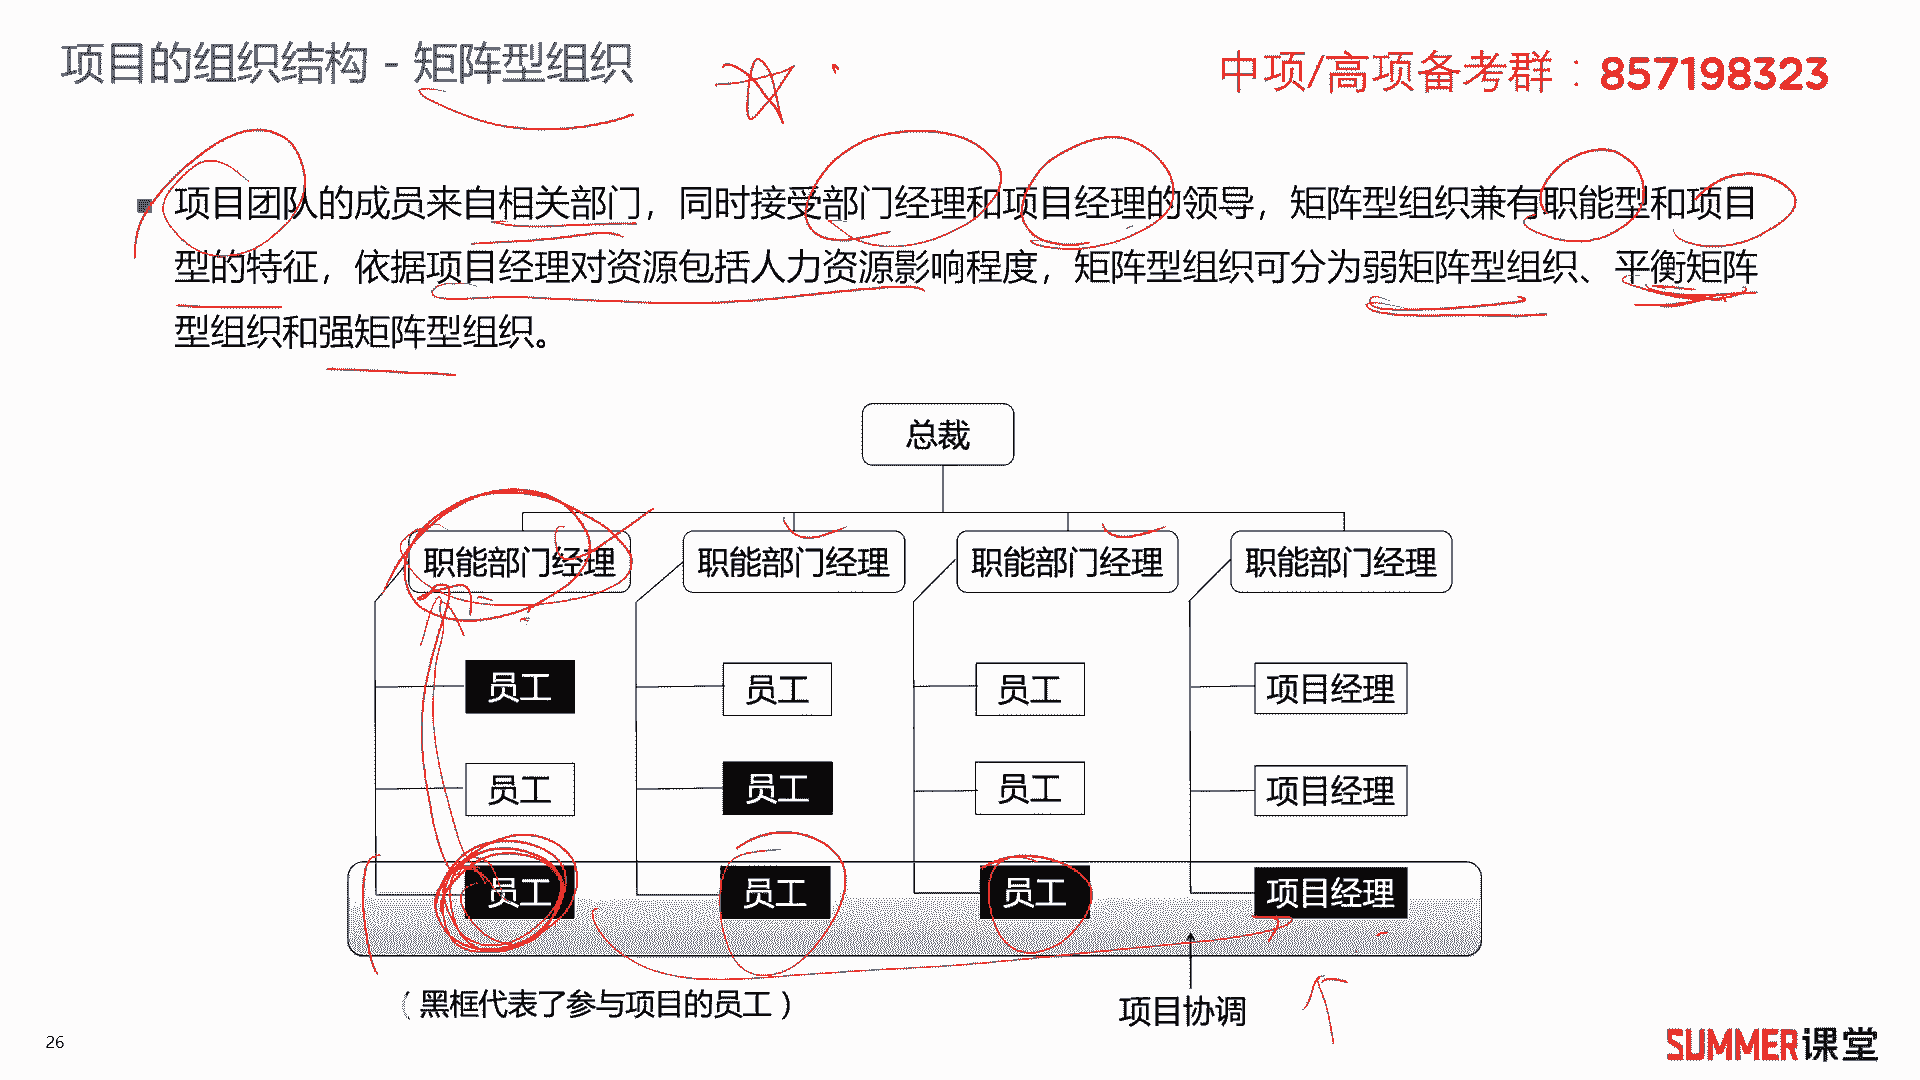 项目的组织结构 - 矩阵型组织
中项/高项备考群：857198323
项目团队的成员来自相关部门，同时接受部门经理和项目经理的领导，矩阵型组织兼有职能型和项目
型的特征，依据项目经理对资源包括人力资源影响程度，矩阵型组织可分为弱矩阵型组织、平衡矩阵
型组织和强矩阵型组织。
总裁
职能部门经理 职能部门经理 职能部门经理 职能部门经理
员工 员工 员工 项目经理
员工 员工 员工 项目经理
员工 员工 员工 项目经理
（黑框代表了参与项目的员工）
项目协调
26
SUMMER课堂